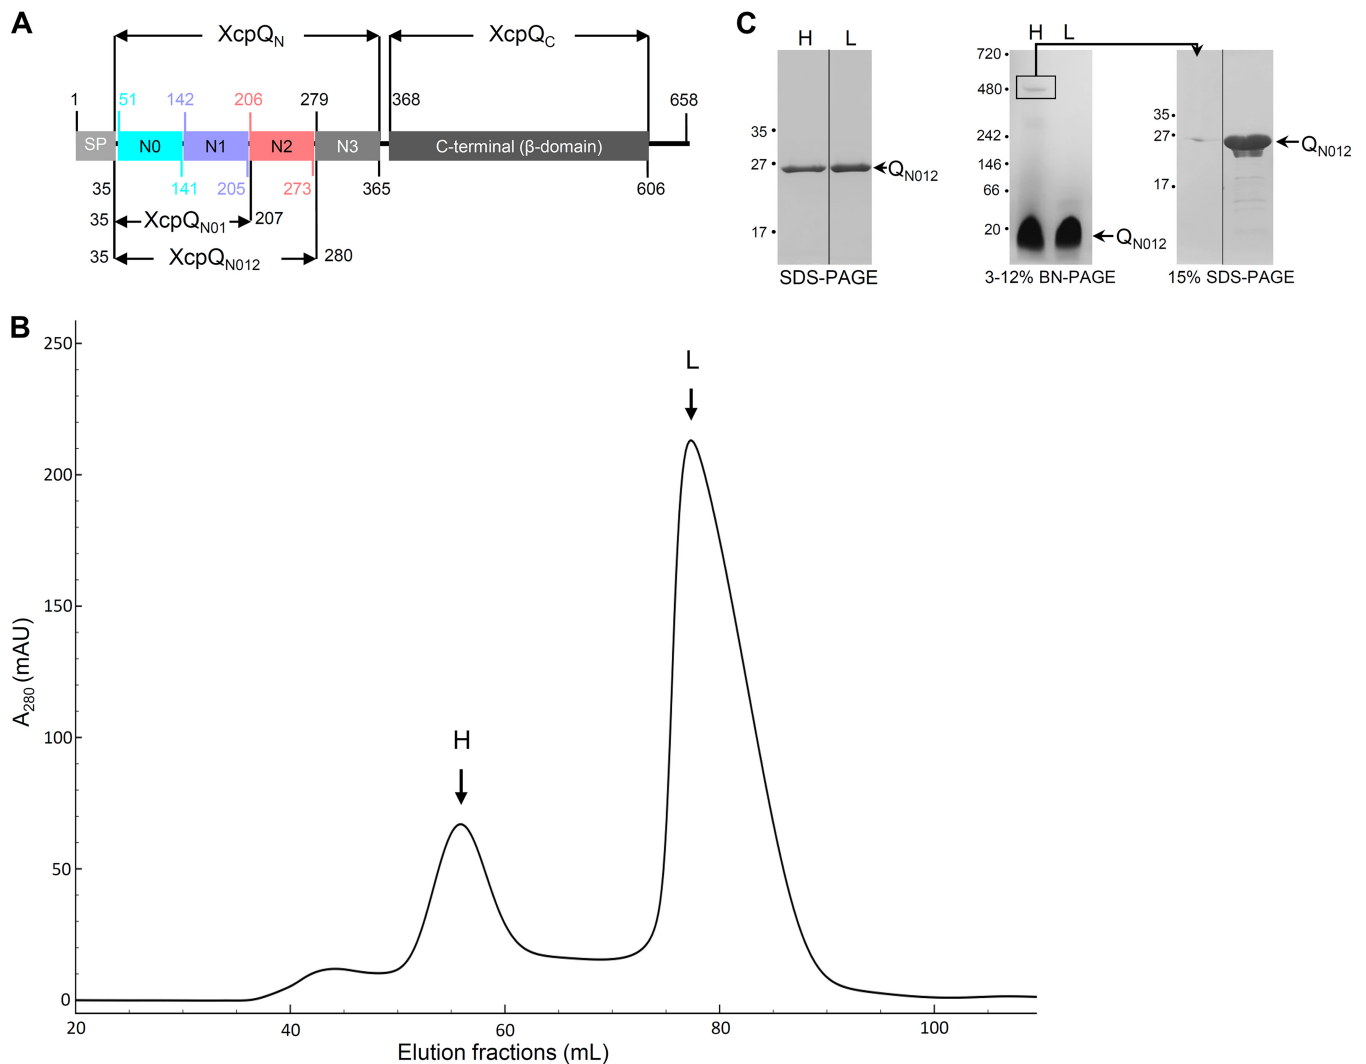 A
XcpQN XcpQC
1 51 142 206 279 368 658
SP N0 N1 N2 N3 C-terminal (β-domain)
35 141 205 273 365 606
35 XcpQN01 207
35 XcpQN012 280
C
H L
35
27
17
QN012
SDS-PAGE
H L
720
480
242
146
66
20
QN012
3-12% BN-PAGE
35
27
17
QN012
15% SDS-PAGE
B
250
200
150
100
50
0
A280 (mAU)
H
L
20 40 60 80 100
Elution fractions (mL)